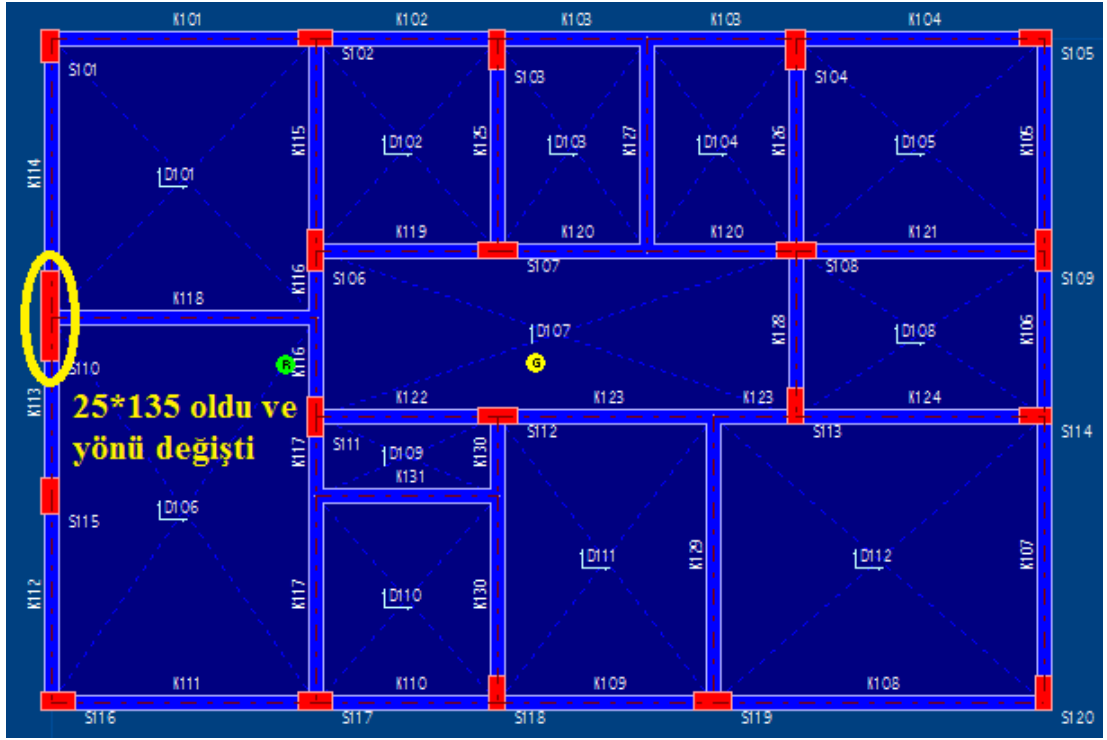 K101 K102 K103 K103 K104
S101 S102 S103 S104 S105
K114 K115 K125 K127 K126 K105
D101 D102 D103 D104 D105
K119 K120 K120 K121
S106 S107 S108 S109
K118 K116 K128 K106
D107 D108
S110 R K116 G
K113 K122 K123 K123 K124
25*135 oldu ve
yönü değişti
S111 S112 S113 S114
K117 D109 K130
K131
S115 D106
K112 K117 D110 K130 D111 K129 D112 K107
K111 K110 K109 K108
S116 S117 S118 S119 S120